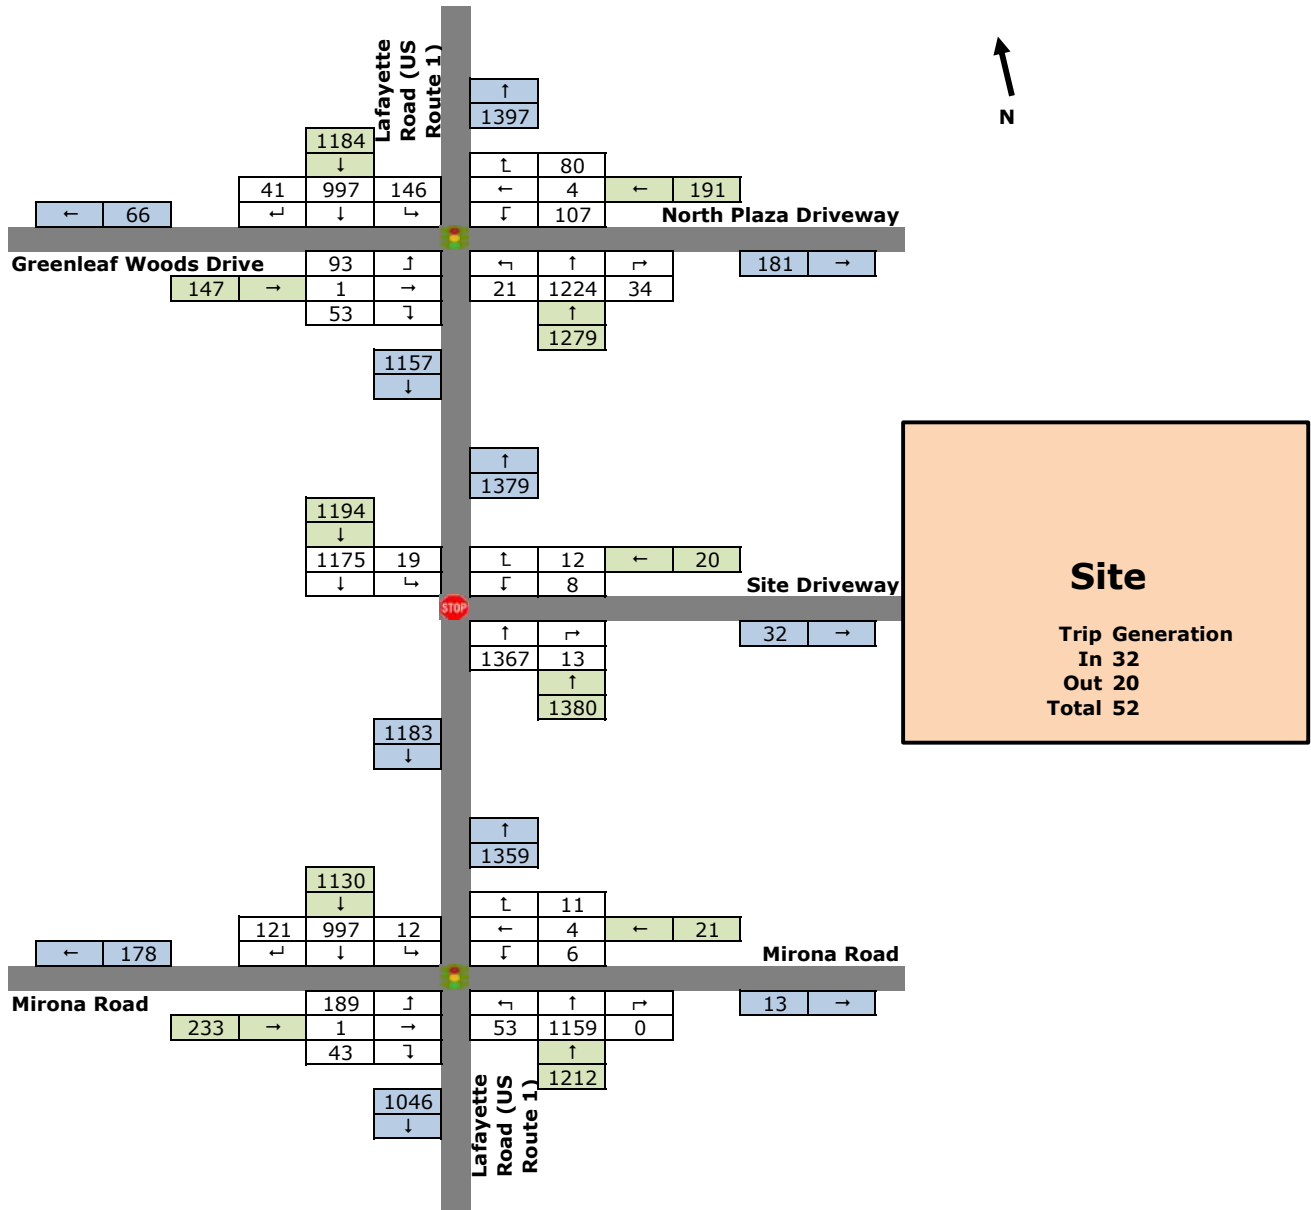 Lafayette
Road (US
Route 1)
↑
1397
N
1184
↓
↿ 80
41 997 146
← 4 ← 191
← 66
↵ ↓ ↳
↧ 107
North Plaza Driveway
Greenleaf Woods Drive
93 ↥
↰ ↑ ↱
181 →
147 → 1 →
21 1224 34
53 ↴
↑
1279
1157
↓
↑
1379
1194
↓
1175 19
↿ 12 ← 20
↓ ↳
↧ 8
Site Driveway
STOP
Site
↑ ↱
32 →
Trip Generation
1367 13
In 32
↑
Out 20
1380
Total 52
1183
↓
↑
1359
1130
↓
↿ 11
121 997 12
← 4 ← 21
← 178
↵ ↓ ↳
↧ 6
Mirona Road
Mirona Road
189 ↥
↰ ↑ ↱
13 →
233 → 1 →
53 1159 0
43 ↴
↑
1212
1046
↓
Lafayette
Road (US
Route 1)